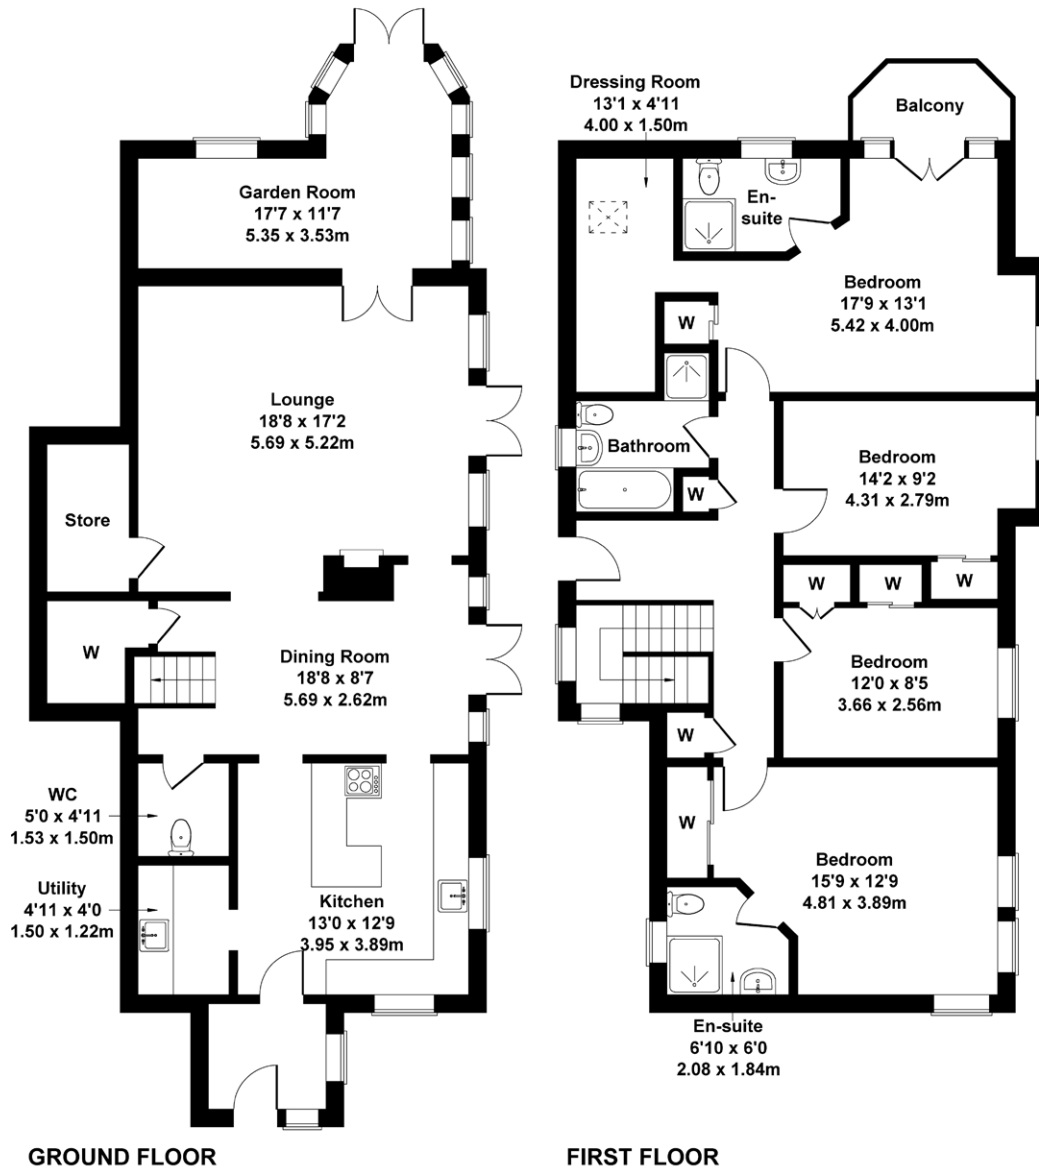 Garden Room
17'7 x 11'7
5.35 x 3.53m
Lounge
18'8 x 17'2
5.69 x 5.22m
Store
W
Dining Room
18'8 x 8'7
5.69 x 2.62m
WC
5'0 x 4'11
1.53 x 1.50m
Utility
4'11 x 4'0
1.50 x 1.22m
Kitchen
13'0 x 12'9
3.95 x 3.89m
GROUND FLOOR
Dressing Room
13'1 x 4'11
4.00 x 1.50m
Balcony
En-
suite
Bedroom
17'9 x 13'1
5.42 x 4.00m
W
Bathroom
W
Bedroom
14'2 x 9'2
4.31 x 2.79m
W
W
W
Bedroom
12'0 x 8'5
3.66 x 2.56m
W
W
Bedroom
15'9 x 12'9
4.81 x 3.89m
En-suite
6'10 x 6'0
2.08 x 1.84m
FIRST FLOOR